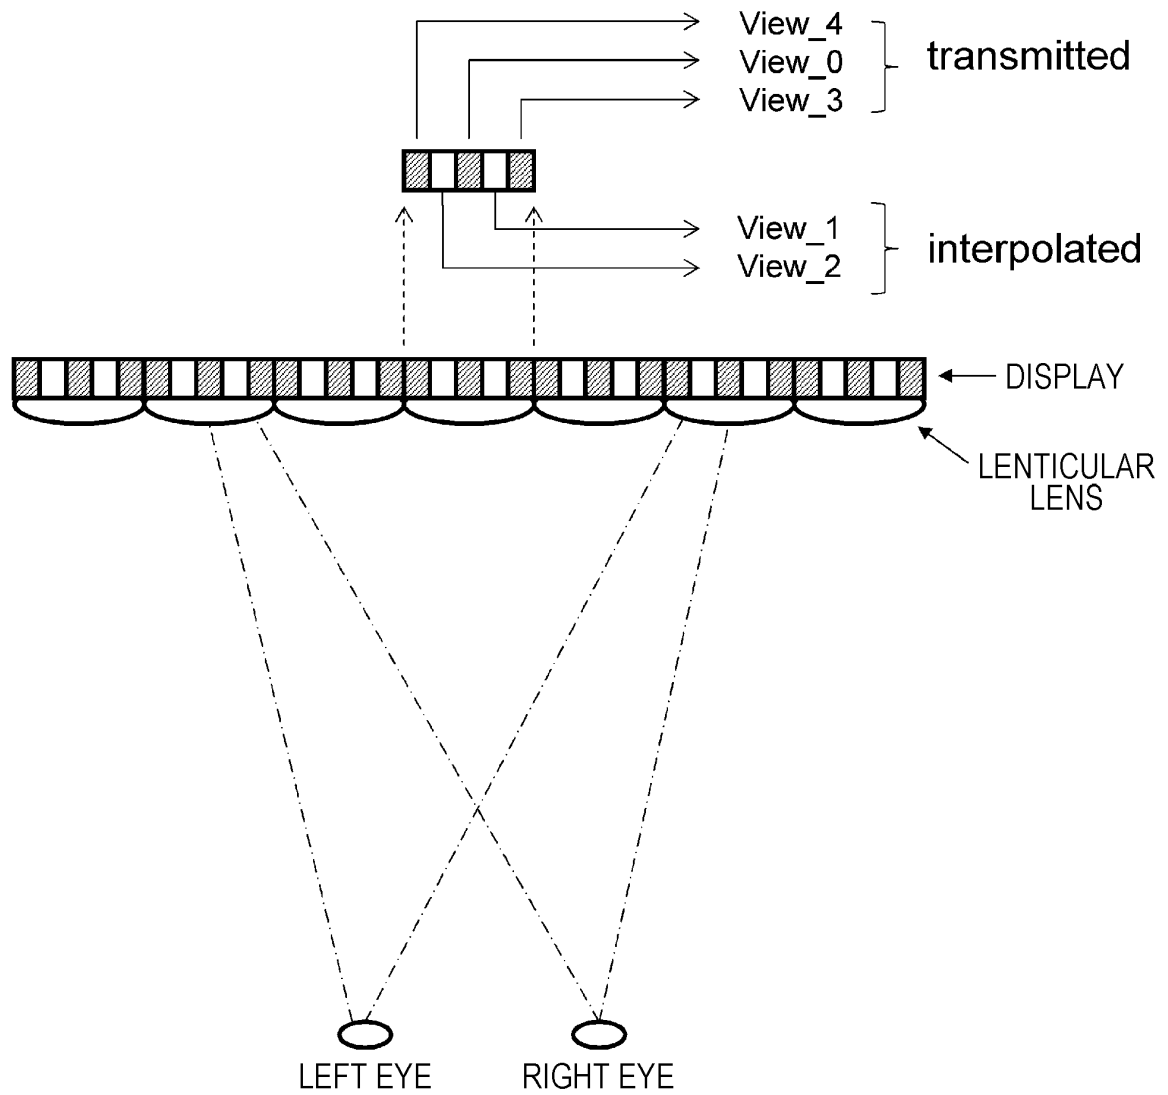 View_4
View_0
View_3
transmitted
View_1
View_2
interpolated
DISPLAY
LENTICULAR
LENS
LEFT EYE
RIGHT EYE